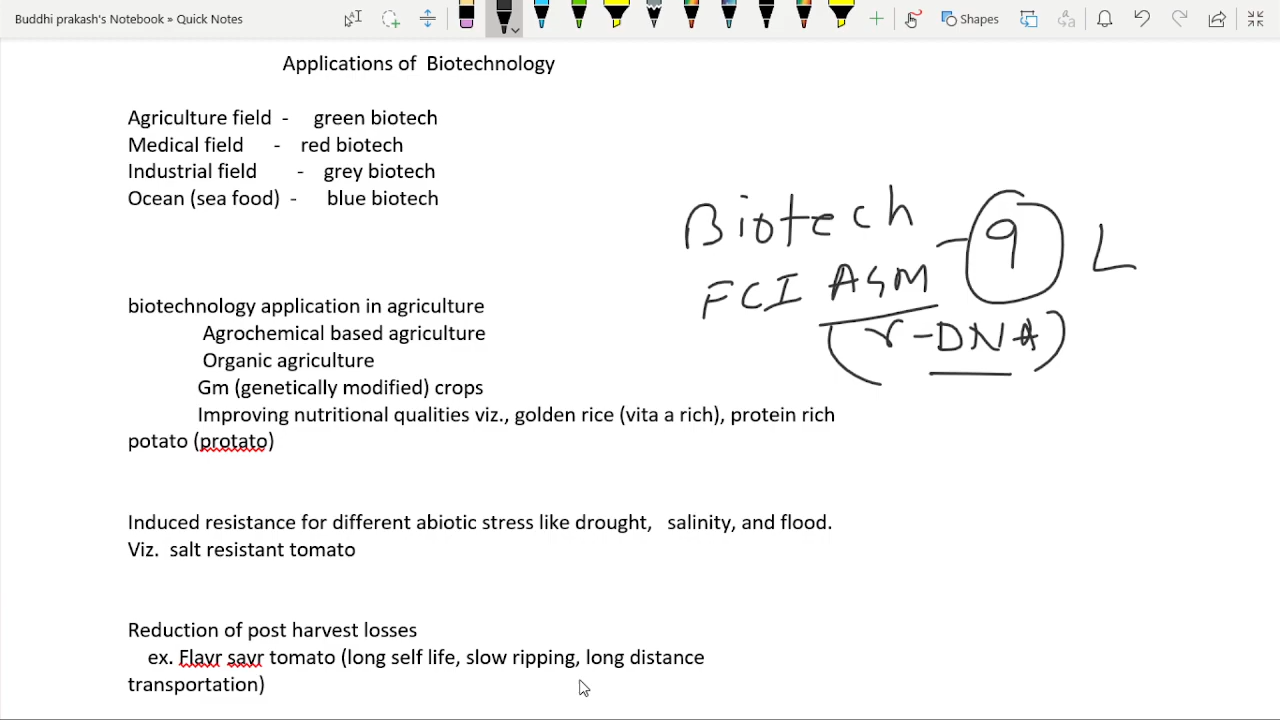 Buddhi prakash's Notebook » Quick Notes
Shapes
Applications of Biotechnology
Agriculture field - green biotech
Medical field - red biotech
Industrial field - grey biotech
Ocean (sea food) - blue biotech
Biotech - 9 L
FCI ASM
(r-DNA)
biotechnology application in agriculture
Agrochemical based agriculture
Organic agriculture
Gm (genetically modified) crops
Improving nutritional qualities viz., golden rice (vita a rich), protein rich
potato (protato)
Induced resistance for different abiotic stress like drought, salinity, and flood.
Viz. salt resistant tomato
Reduction of post harvest losses
ex. Flavr savr tomato (long self life, slow ripping, long distance
transportation)